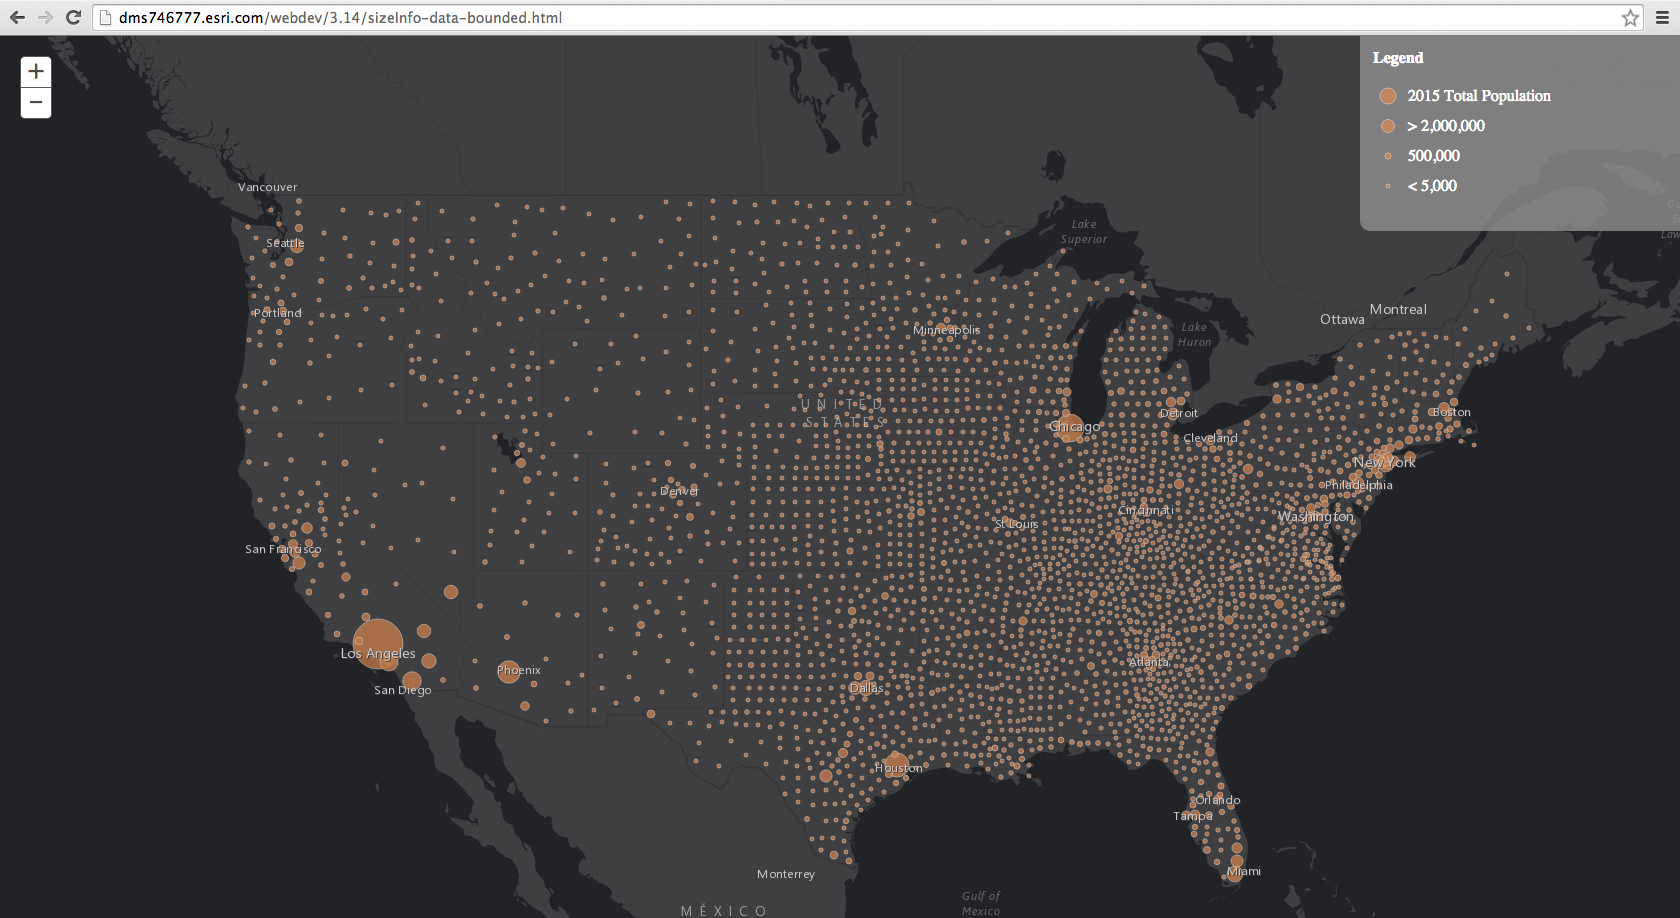 dms746777.esri.com/webdev/3.14/sizeInfo-data-bounded.html
+
−
Legend
2015 Total Population
> 2,000,000
500,000
< 5,000
Vancouver
Seattle
Portland
Lake
Superior
Minneapolis
Lake
Huron
Ottawa
Montreal
UNITED
STATES
Chicago
Detroit
Cleveland
Boston
New York
Philadelphia
Washington
Denver
St Louis
Cincinnati
San Francisco
Los Angeles
San Diego
Phoenix
Dallas
Atlanta
Houston
Orlando
Tampa
Miami
Monterrey
MÉXICO
Gulf of
Mexico